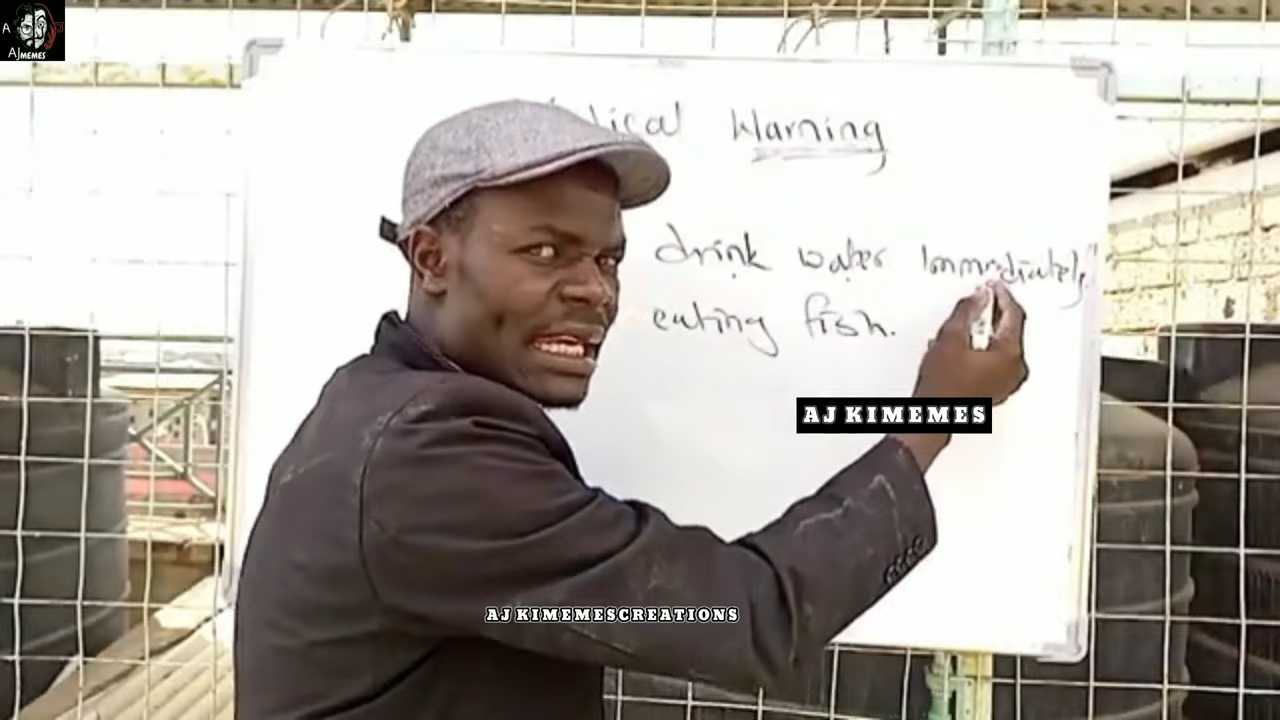 A
AJMEMES
Warning
drink water Immediately"
eating fish.
AJ KIMEMES
AJ KIMEMESCREATIONS